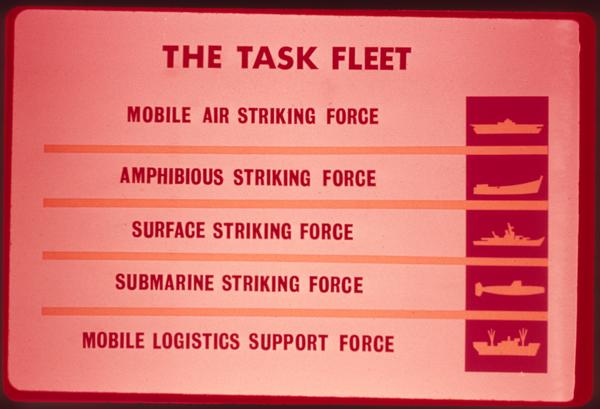 THE TASK FLEET
MOBILE AIR STRIKING FORCE
AMPHIBIOUS STRIKING FORCE
SURFACE STRIKING FORCE
SUBMARINE STRIKING FORCE
MOBILE LOGISTICS SUPPORT FORCE